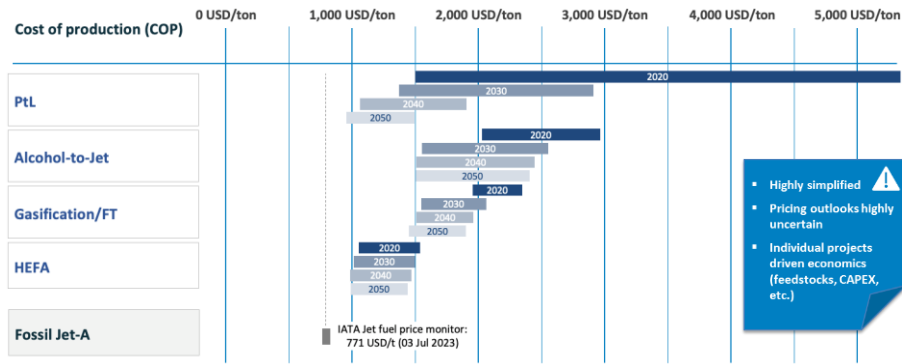 Cost of production (COP)
0 USD/ton
1,000 USD/ton
2,000 USD/ton
3,000 USD/ton
4,000 USD/ton
5,000 USD/ton
PtL
2020
2030
2040
2050
Alcohol-to-Jet
2020
2030
2040
2050
Gasification/FT
2020
2030
2040
2050
HEFA
2020
2030
2040
2050
Fossil Jet-A
IATA Jet fuel price monitor:
771 USD/t (03 Jul 2023)
▪ Highly simplified
▪ Pricing outlooks highly
uncertain
▪ Individual projects
driven economics
(feedstocks, CAPEX,
etc.)
!